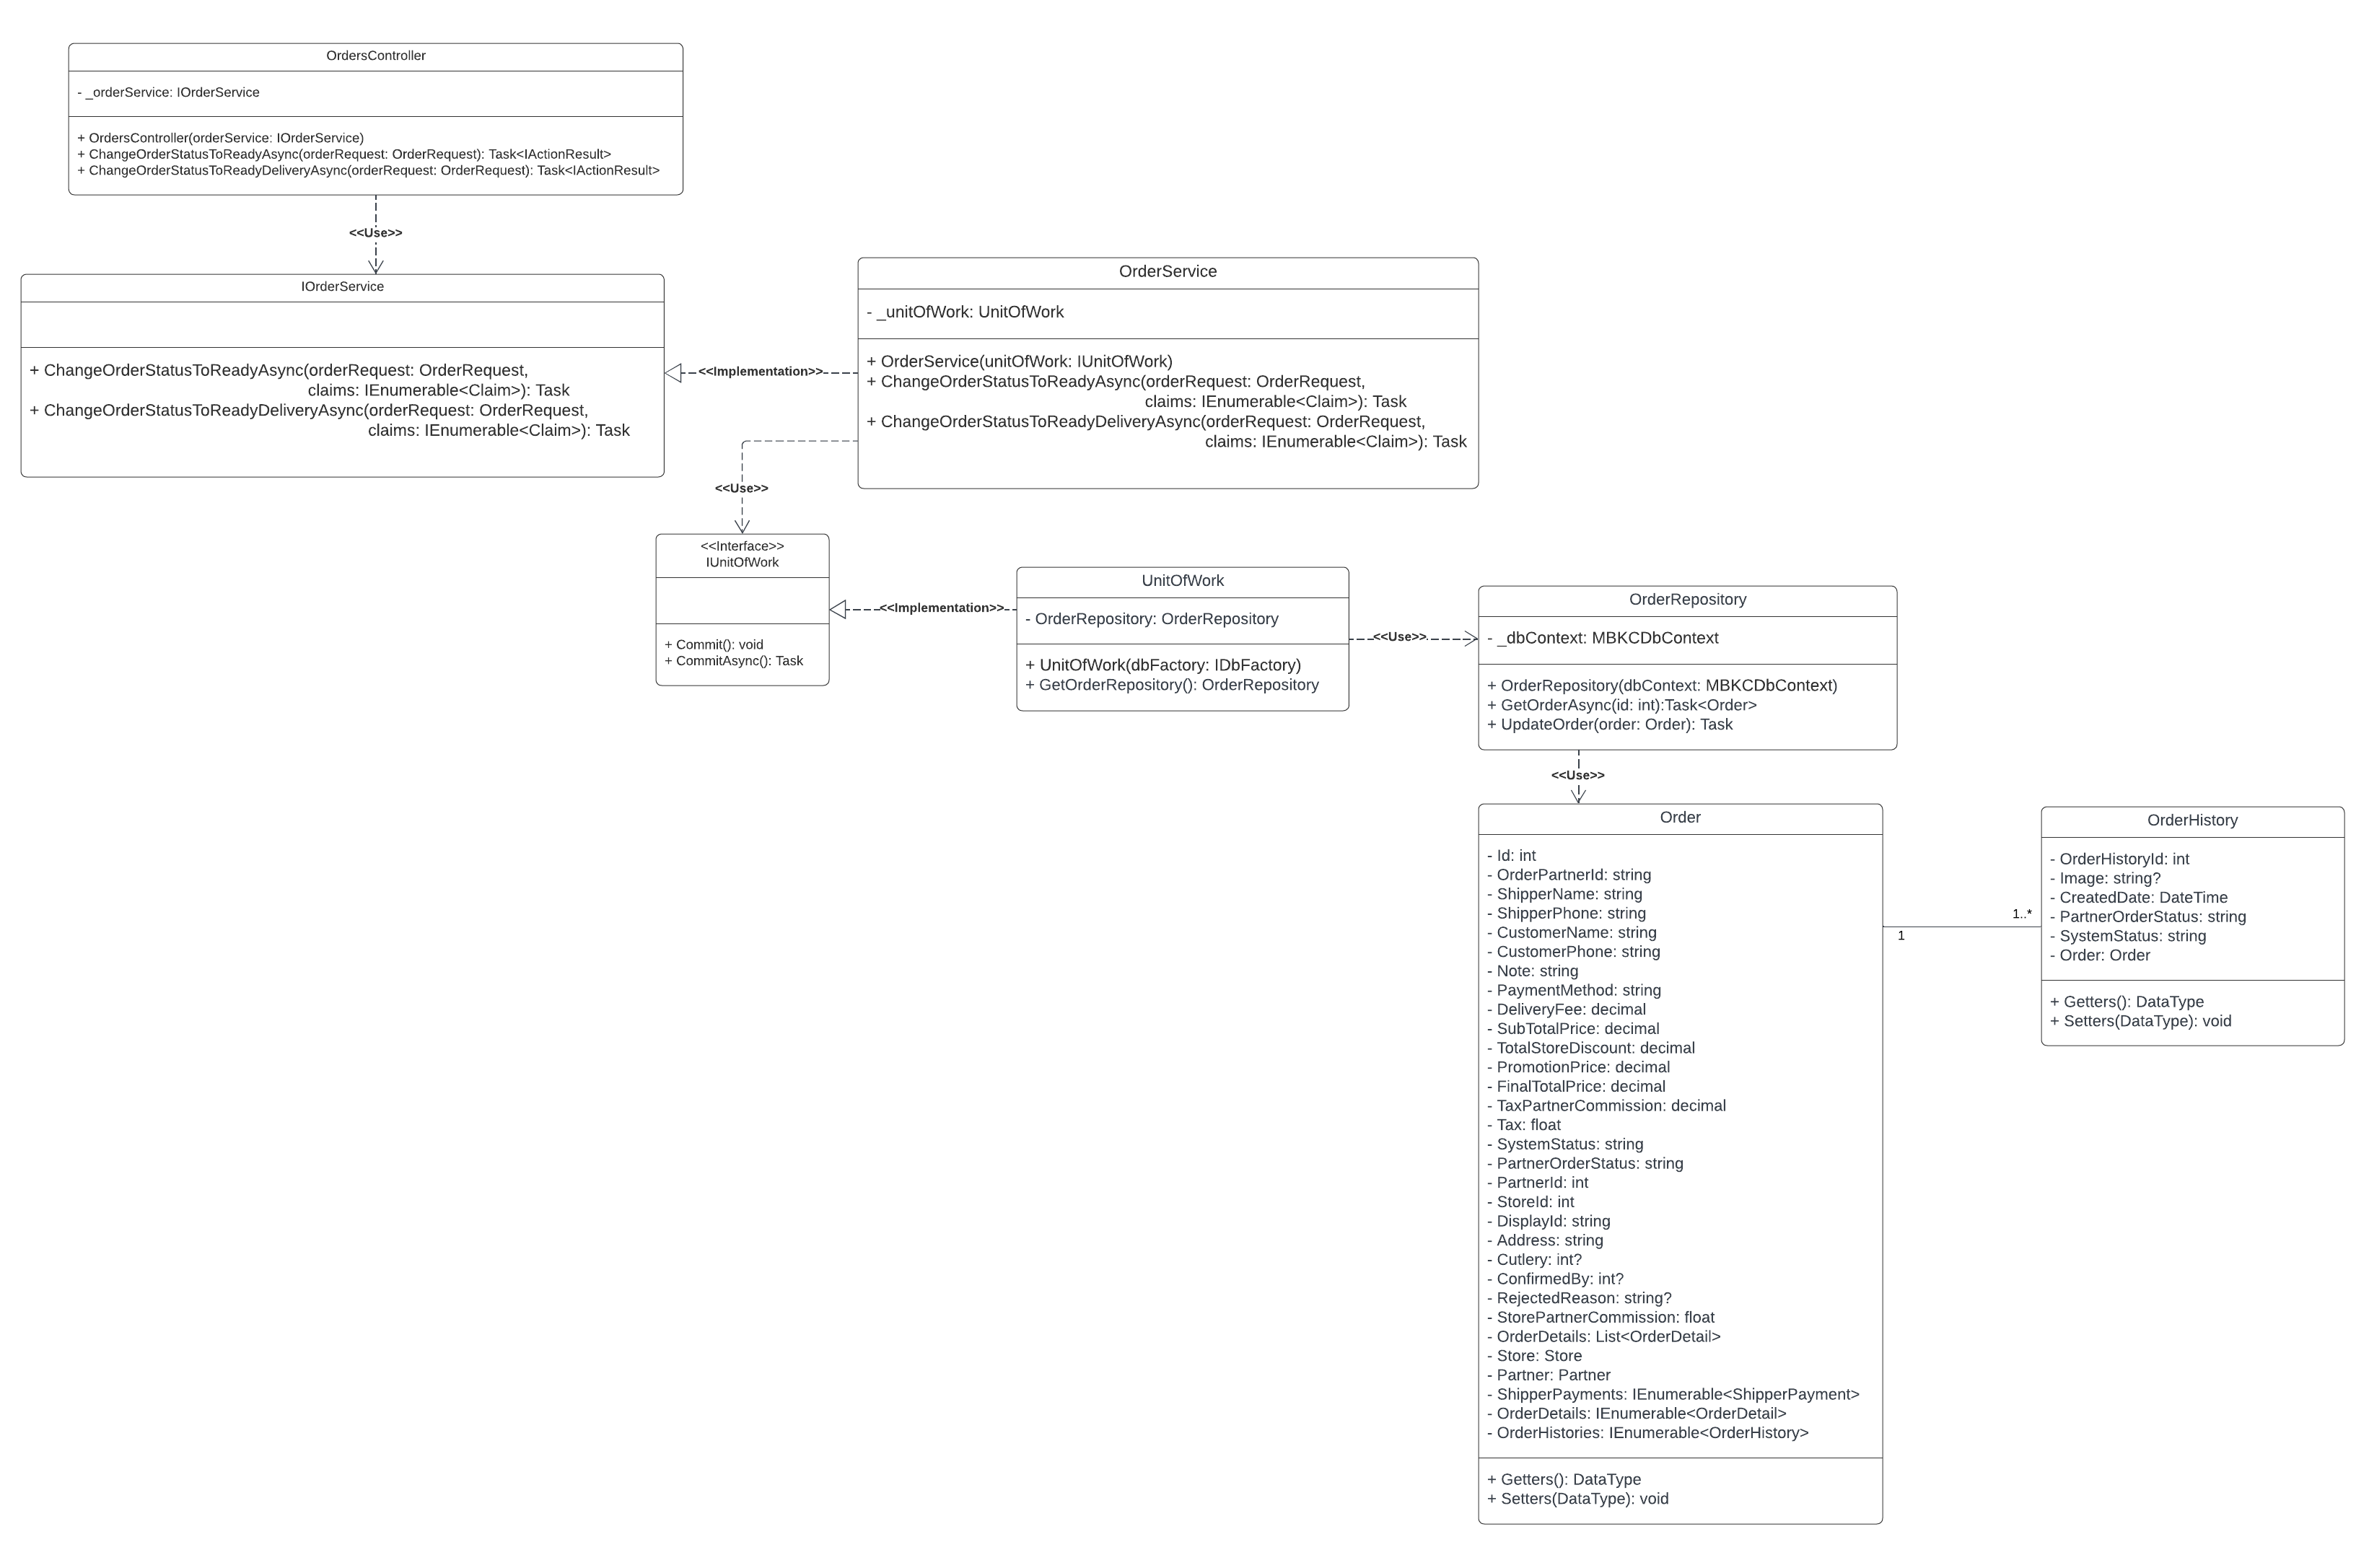 OrdersController
- _orderService: IOrderService
+ OrdersController(orderService: IOrderService)
+ ChangeOrderStatusToReadyAsync(orderRequest: OrderRequest): Task<IActionResult>
+ ChangeOrderStatusToReadyDeliveryAsync(orderRequest: OrderRequest): Task<IActionResult>
<<Use>>
IOrderService
+ ChangeOrderStatusToReadyAsync(orderRequest: OrderRequest,
claims: IEnumerable<Claim>): Task
+ ChangeOrderStatusToReadyDeliveryAsync(orderRequest: OrderRequest,
claims: IEnumerable<Claim>): Task
<<Implementation>>
OrderService
- _unitOfWork: UnitOfWork
+ OrderService(unitOfWork: IUnitOfWork)
+ ChangeOrderStatusToReadyAsync(orderRequest: OrderRequest,
claims: IEnumerable<Claim>): Task
+ ChangeOrderStatusToReadyDeliveryAsync(orderRequest: OrderRequest,
claims: IEnumerable<Claim>): Task
<<Use>>
<<Interface>>
IUnitOfWork
+ Commit(): void
+ CommitAsync(): Task
<<Implementation>>
UnitOfWork
- OrderRepository: OrderRepository
+ UnitOfWork(dbFactory: IDbFactory)
+ GetOrderRepository(): OrderRepository
<<Use>>
OrderRepository
- _dbContext: MBKCDbContext
+ OrderRepository(dbContext: MBKCDbContext)
+ GetOrderAsync(id: int):Task<Order>
+ UpdateOrder(order: Order): Task
<<Use>>
Order
- Id: int
- OrderPartnerId: string
- ShipperName: string
- ShipperPhone: string
- CustomerName: string
- CustomerPhone: string
- Note: string
- PaymentMethod: string
- DeliveryFee: decimal
- SubTotalPrice: decimal
- TotalStoreDiscount: decimal
- PromotionPrice: decimal
- FinalTotalPrice: decimal
- TaxPartnerCommission: decimal
- Tax: float
- SystemStatus: string
- PartnerOrderStatus: string
- PartnerId: int
- StoreId: int
- DisplayId: string
- Address: string
- Cutlery: int?
- ConfirmedBy: int?
- RejectedReason: string?
- StorePartnerCommission: float
- OrderDetails: List<OrderDetail>
- Store: Store
- Partner: Partner
- ShipperPayments: IEnumerable<ShipperPayment>
- OrderDetails: IEnumerable<OrderDetail>
- OrderHistories: IEnumerable<OrderHistory>
+ Getters(): DataType
+ Setters(DataType): void
1
1..*
OrderHistory
- OrderHistoryId: int
- Image: string?
- CreatedDate: DateTime
- PartnerOrderStatus: string
- SystemStatus: string
- Order: Order
+ Getters(): DataType
+ Setters(DataType): void